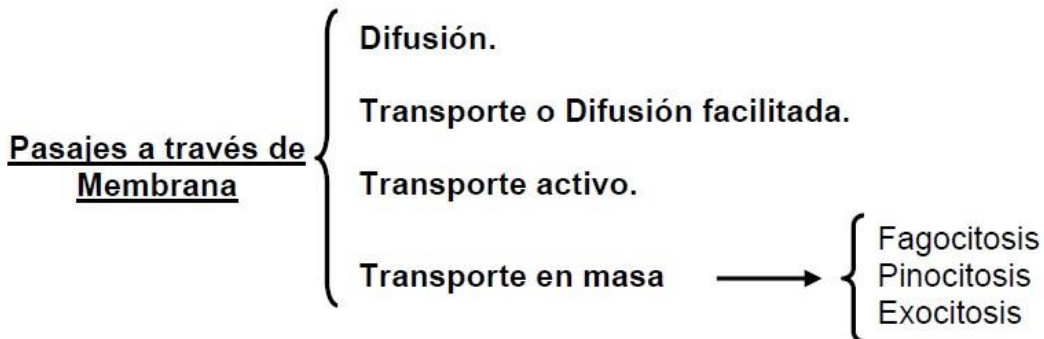 Pasajes a través de
Membrana
Difusión.
Transporte o Difusión facilitada.
Transporte activo.
Transporte en masa
Fagocitosis
Pinocitosis
Exocitosis